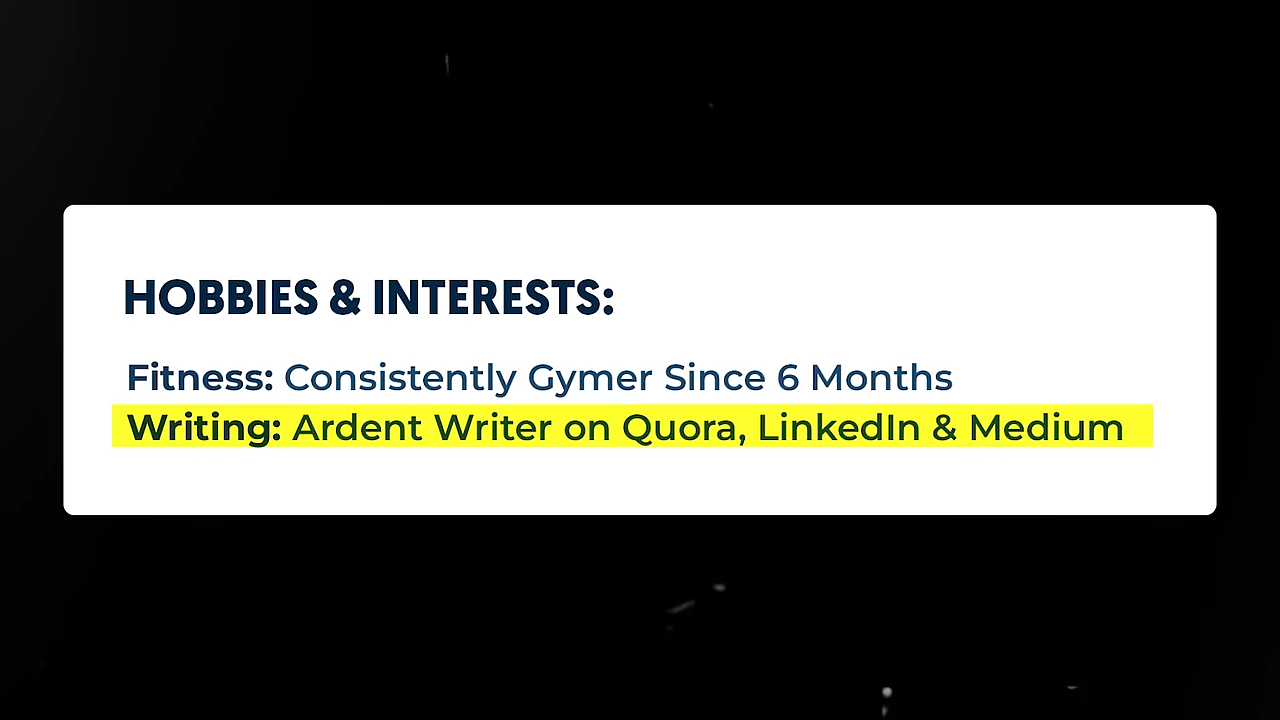 HOBBIES & INTERESTS:
Fitness: Consistently Gymer Since 6 Months
Writing: Ardent Writer on Quora, LinkedIn & Medium